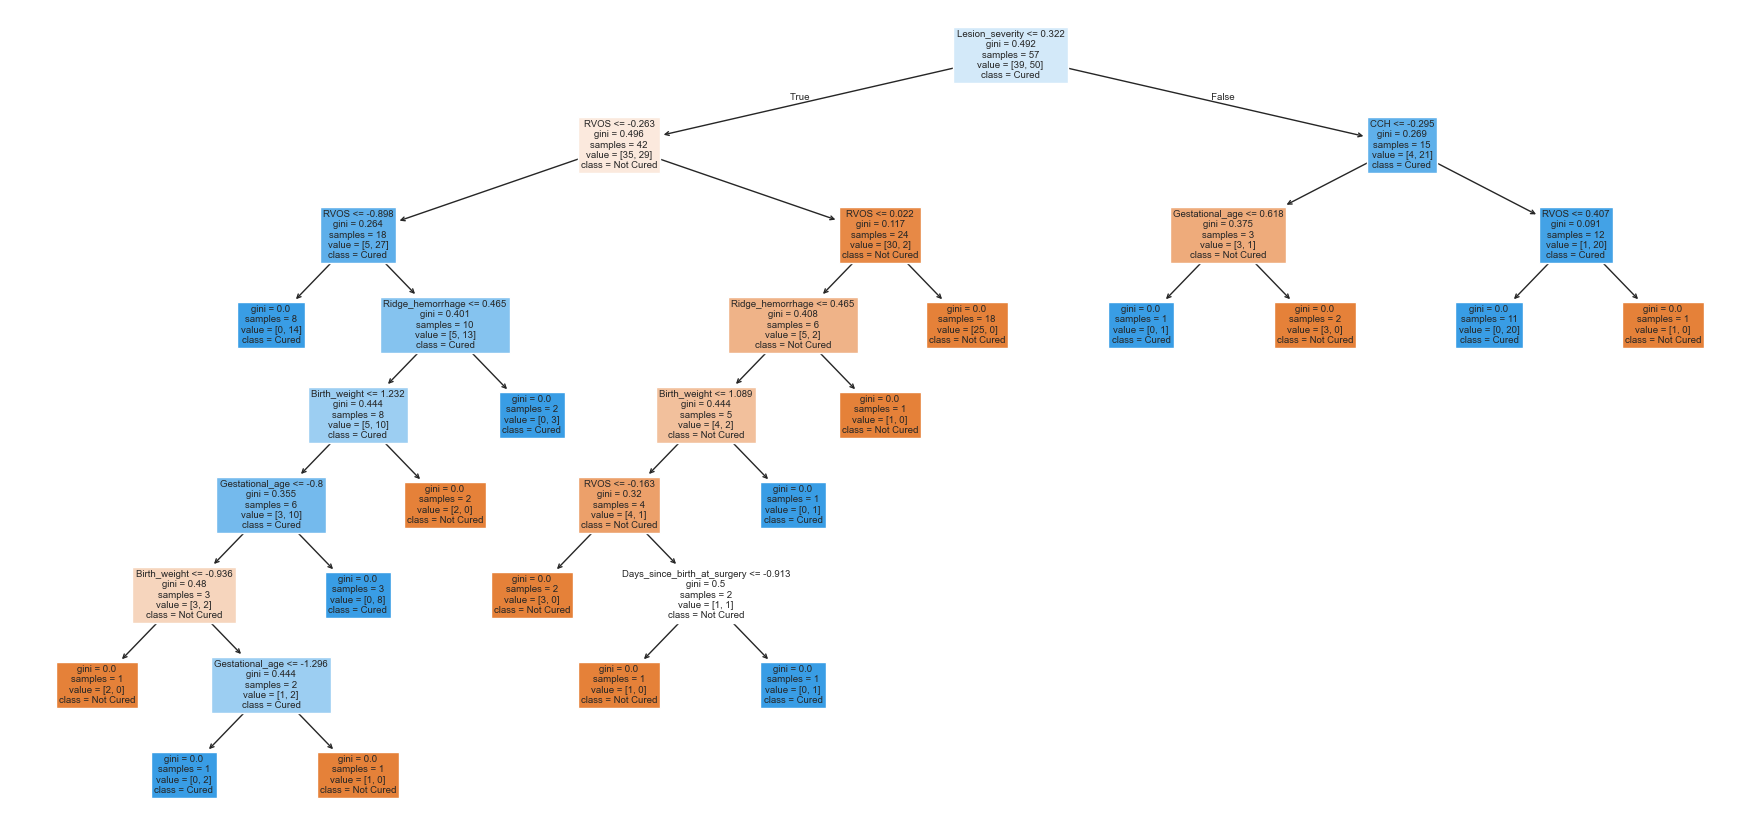 Lesion_severity <= 0.322
gini = 0.492
samples = 57
value = [39, 50]
class = Cured
True
False
RVOS <= -0.263
gini = 0.496
samples = 42
value = [35, 29]
class = Not Cured
CCH <= -0.295
gini = 0.269
samples = 15
value = [4, 21]
class = Cured
RVOS <= -0.898
gini = 0.264
samples = 18
value = [5, 27]
class = Cured
RVOS <= 0.022
gini = 0.117
samples = 24
value = [30, 2]
class = Not Cured
Gestational_age <= 0.618
gini = 0.375
samples = 3
value = [3, 1]
class = Not Cured
RVOS <= 0.407
gini = 0.091
samples = 12
value = [1, 20]
class = Cured
gini = 0.0
samples = 8
value = [0, 14]
class = Cured
Ridge_hemorrhage <= 0.465
gini = 0.401
samples = 10
value = [5, 13]
class = Cured
Ridge_hemorrhage <= 0.465
gini = 0.408
samples = 6
value = [5, 2]
class = Not Cured
gini = 0.0
samples = 18
value = [25, 0]
class = Not Cured
gini = 0.0
samples = 1
value = [0, 1]
class = Cured
gini = 0.0
samples = 2
value = [3, 0]
class = Not Cured
gini = 0.0
samples = 11
value = [0, 20]
class = Cured
gini = 0.0
samples = 1
value = [1, 0]
class = Not Cured
Birth_weight <= 1.232
gini = 0.444
samples = 8
value = [5, 10]
class = Cured
gini = 0.0
samples = 2
value = [0, 3]
class = Cured
Birth_weight <= 1.089
gini = 0.444
samples = 5
value = [4, 2]
class = Not Cured
gini = 0.0
samples = 1
value = [1, 0]
class = Not Cured
Gestational_age <= -0.8
gini = 0.355
samples = 6
value = [3, 10]
class = Cured
gini = 0.0
samples = 2
value = [2, 0]
class = Not Cured
RVOS <= -0.163
gini = 0.32
samples = 4
value = [4, 1]
class = Not Cured
gini = 0.0
samples = 1
value = [0, 1]
class = Cured
Birth_weight <= -0.936
gini = 0.48
samples = 3
value = [3, 2]
class = Not Cured
gini = 0.0
samples = 3
value = [0, 8]
class = Cured
gini = 0.0
samples = 2
value = [3, 0]
class = Not Cured
Days_since_birth_at_surgery <= -0.913
gini = 0.5
samples = 2
value = [1, 1]
class = Not Cured
gini = 0.0
samples = 1
value = [2, 0]
class = Not Cured
Gestational_age <= -1.296
gini = 0.444
samples = 2
value = [1, 2]
class = Cured
gini = 0.0
samples = 1
value = [1, 0]
class = Not Cured
gini = 0.0
samples = 1
value = [0, 1]
class = Cured
gini = 0.0
samples = 1
value = [0, 2]
class = Cured
gini = 0.0
samples = 1
value = [1, 0]
class = Not Cured